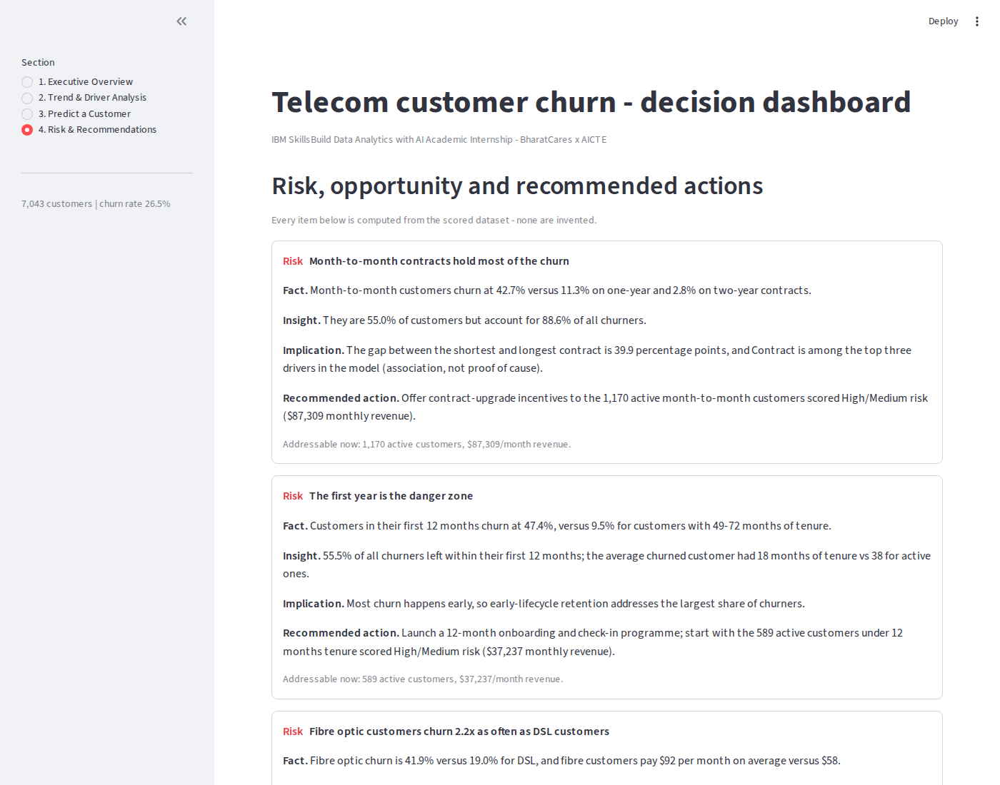 Deploy
Section
1. Executive Overview
2. Trend & Driver Analysis
3. Predict a Customer
4. Risk & Recommendations
7,043 customers | churn rate 26.5%
Telecom customer churn - decision dashboard
IBM SkillsBuild Data Analytics with AI Academic Internship - BharatCares x AICTE
Risk, opportunity and recommended actions
Every item below is computed from the scored dataset - none are invented.
Risk Month-to-month contracts hold most of the churn
Fact. Month-to-month customers churn at 42.7% versus 11.3% on one-year and 2.8% on two-year contracts.
Insight. They are 55.0% of customers but account for 88.6% of all churners.
Implication. The gap between the shortest and longest contract is 39.9 percentage points, and Contract is among the top three
drivers in the model (association, not proof of cause).
Recommended action. Offer contract-upgrade incentives to the 1,170 active month-to-month customers scored High/Medium risk
($87,309 monthly revenue).
Addressable now: 1,170 active customers, $87,309/month revenue.
Risk The first year is the danger zone
Fact. Customers in their first 12 months churn at 47.4%, versus 9.5% for customers with 49-72 months of tenure.
Insight. 55.5% of all churners left within their first 12 months; the average churned customer had 18 months of tenure vs 38 for active
ones.
Implication. Most churn happens early, so early-lifecycle retention addresses the largest share of churners.
Recommended action. Launch a 12-month onboarding and check-in programme; start with the 589 active customers under 12
months tenure scored High/Medium risk ($37,237 monthly revenue).
Addressable now: 589 active customers, $37,237/month revenue.
Risk Fibre optic customers churn 2.2x as often as DSL customers
Fact. Fibre optic churn is 41.9% versus 19.0% for DSL, and fibre customers pay $92 per month on average versus $58.